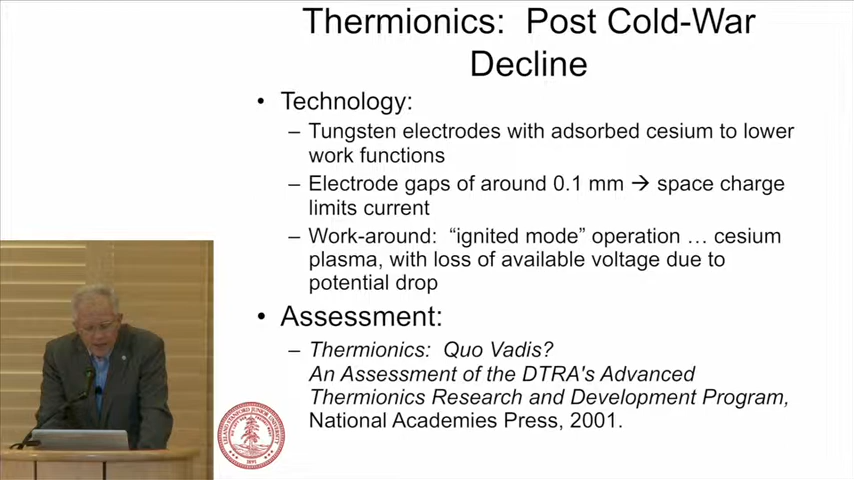 Thermionics: Post Cold-War
Decline
• Technology:
– Tungsten electrodes with adsorbed cesium to lower
work functions
– Electrode gaps of around 0.1 mm → space charge
limits current
– Work-around: “ignited mode” operation … cesium
plasma, with loss of available voltage due to
potential drop
• Assessment:
– Thermionics: Quo Vadis?
An Assessment of the DTRA's Advanced
Thermionics Research and Development Program,
National Academies Press, 2001.